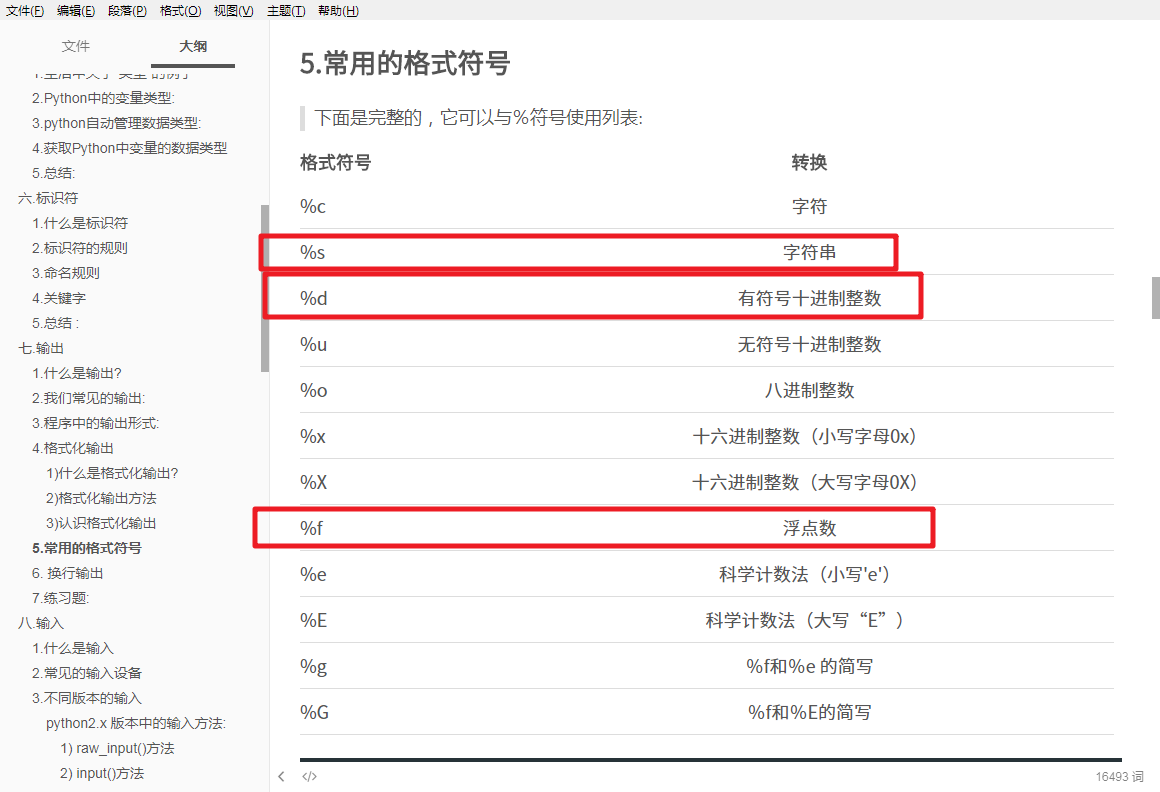 文件(F) 编辑(E) 段落(P) 格式(O) 视图(V) 主题(T) 帮助(H)
文件 大纲
2.Python中的变量类型:
3.python自动管理数据类型:
4.获取Python中变量的数据类型
5.总结:
六.标识符
1.什么是标识符
2.标识符的规则
3.命名规则
4.关键字
5.总结 :
七.输出
1.什么是输出?
2.我们常见的输出:
3.程序中的输出形式:
4.格式化输出
1)什么是格式化输出?
2)格式化输出方法
3)认识格式化输出
5.常用的格式符号
6. 换行输出
7.练习题:
八.输入
1.什么是输入
2.常见的输入设备
3.不同版本的输入
python2.x 版本中的输入方法:
1) raw_input()方法
2) input()方法
5.常用的格式符号
下面是完整的，它可以与%符号使用列表:
格式符号 转换
%c 字符
%s 字符串
%d 有符号十进制整数
%u 无符号十进制整数
%o 八进制整数
%x 十六进制整数（小写字母0x）
%X 十六进制整数（大写字母0X）
%f 浮点数
%e 科学计数法（小写'e'）
%E 科学计数法（大写“E”）
%g %f和%e 的简写
%G %f和%E的简写
</> 16493 词